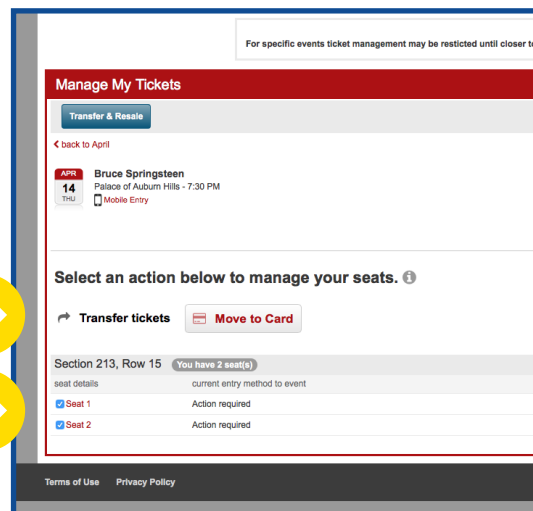 For specific events ticket management may be resticted until closer
Manage My Tickets
Transfer & Resale
back to April
APR
14
THU
Bruce Springsteen
Palace of Auburn Hills - 7:30 PM
Mobile Entry
Select an action below to manage your seats.
Transfer tickets
Move to Card
Section 213, Row 15 You have 2 seat(s)
seat details current entry method to event
Seat 1 Action required
Seat 2 Action required
Terms of Use Privacy Policy